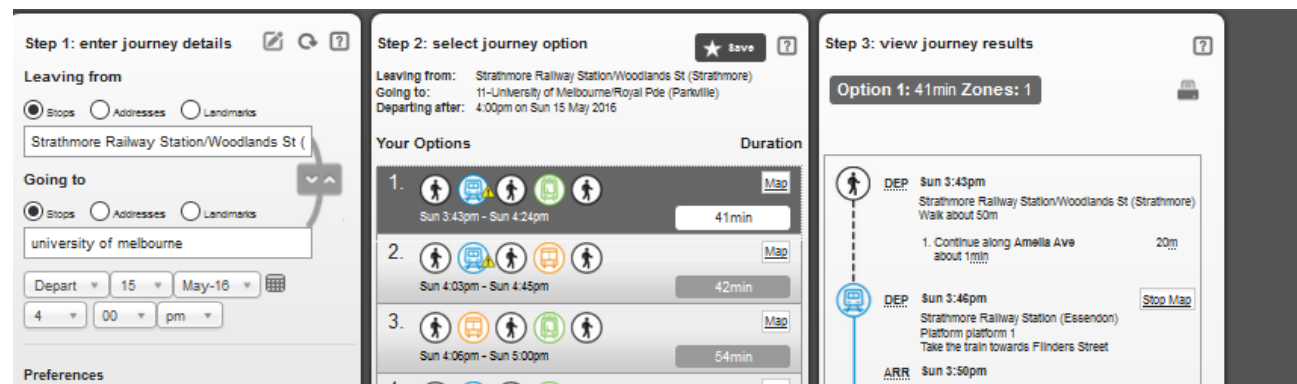 Step 1: enter journey details
Leaving from
Stops Addresses Landmarks
Strathmore Railway Station/Woodlands St (
Going to
Stops Addresses Landmarks
university of melbourne
Depart 15 May-16
4 00 pm
Preferences
Step 2: select journey option
Save
Leaving from: Strathmore Railway Station/Woodlands St (Strathmore)
Going to: 11-University of Melbourne/Royal Pde (Parkville)
Departing after: 4:00pm on Sun 15 May 2016
Your Options Duration
1. Map
Sun 3:43pm - Sun 4:24pm 41min
2. Map
Sun 4:03pm - Sun 4:45pm 42min
3. Map
Sun 4:06pm - Sun 5:00pm 54min
Step 3: view journey results
Option 1: 41min Zones: 1
DEP Sun 3:43pm
Strathmore Railway Station/Woodlands St (Strathmore)
Walk about 50m
1. Continue along Amelia Ave 20m
about 1min
DEP Sun 3:46pm Stop Map
Strathmore Railway Station (Essendon)
Platform platform 1
Take the train towards Flinders Street
ARR Sun 3:50pm